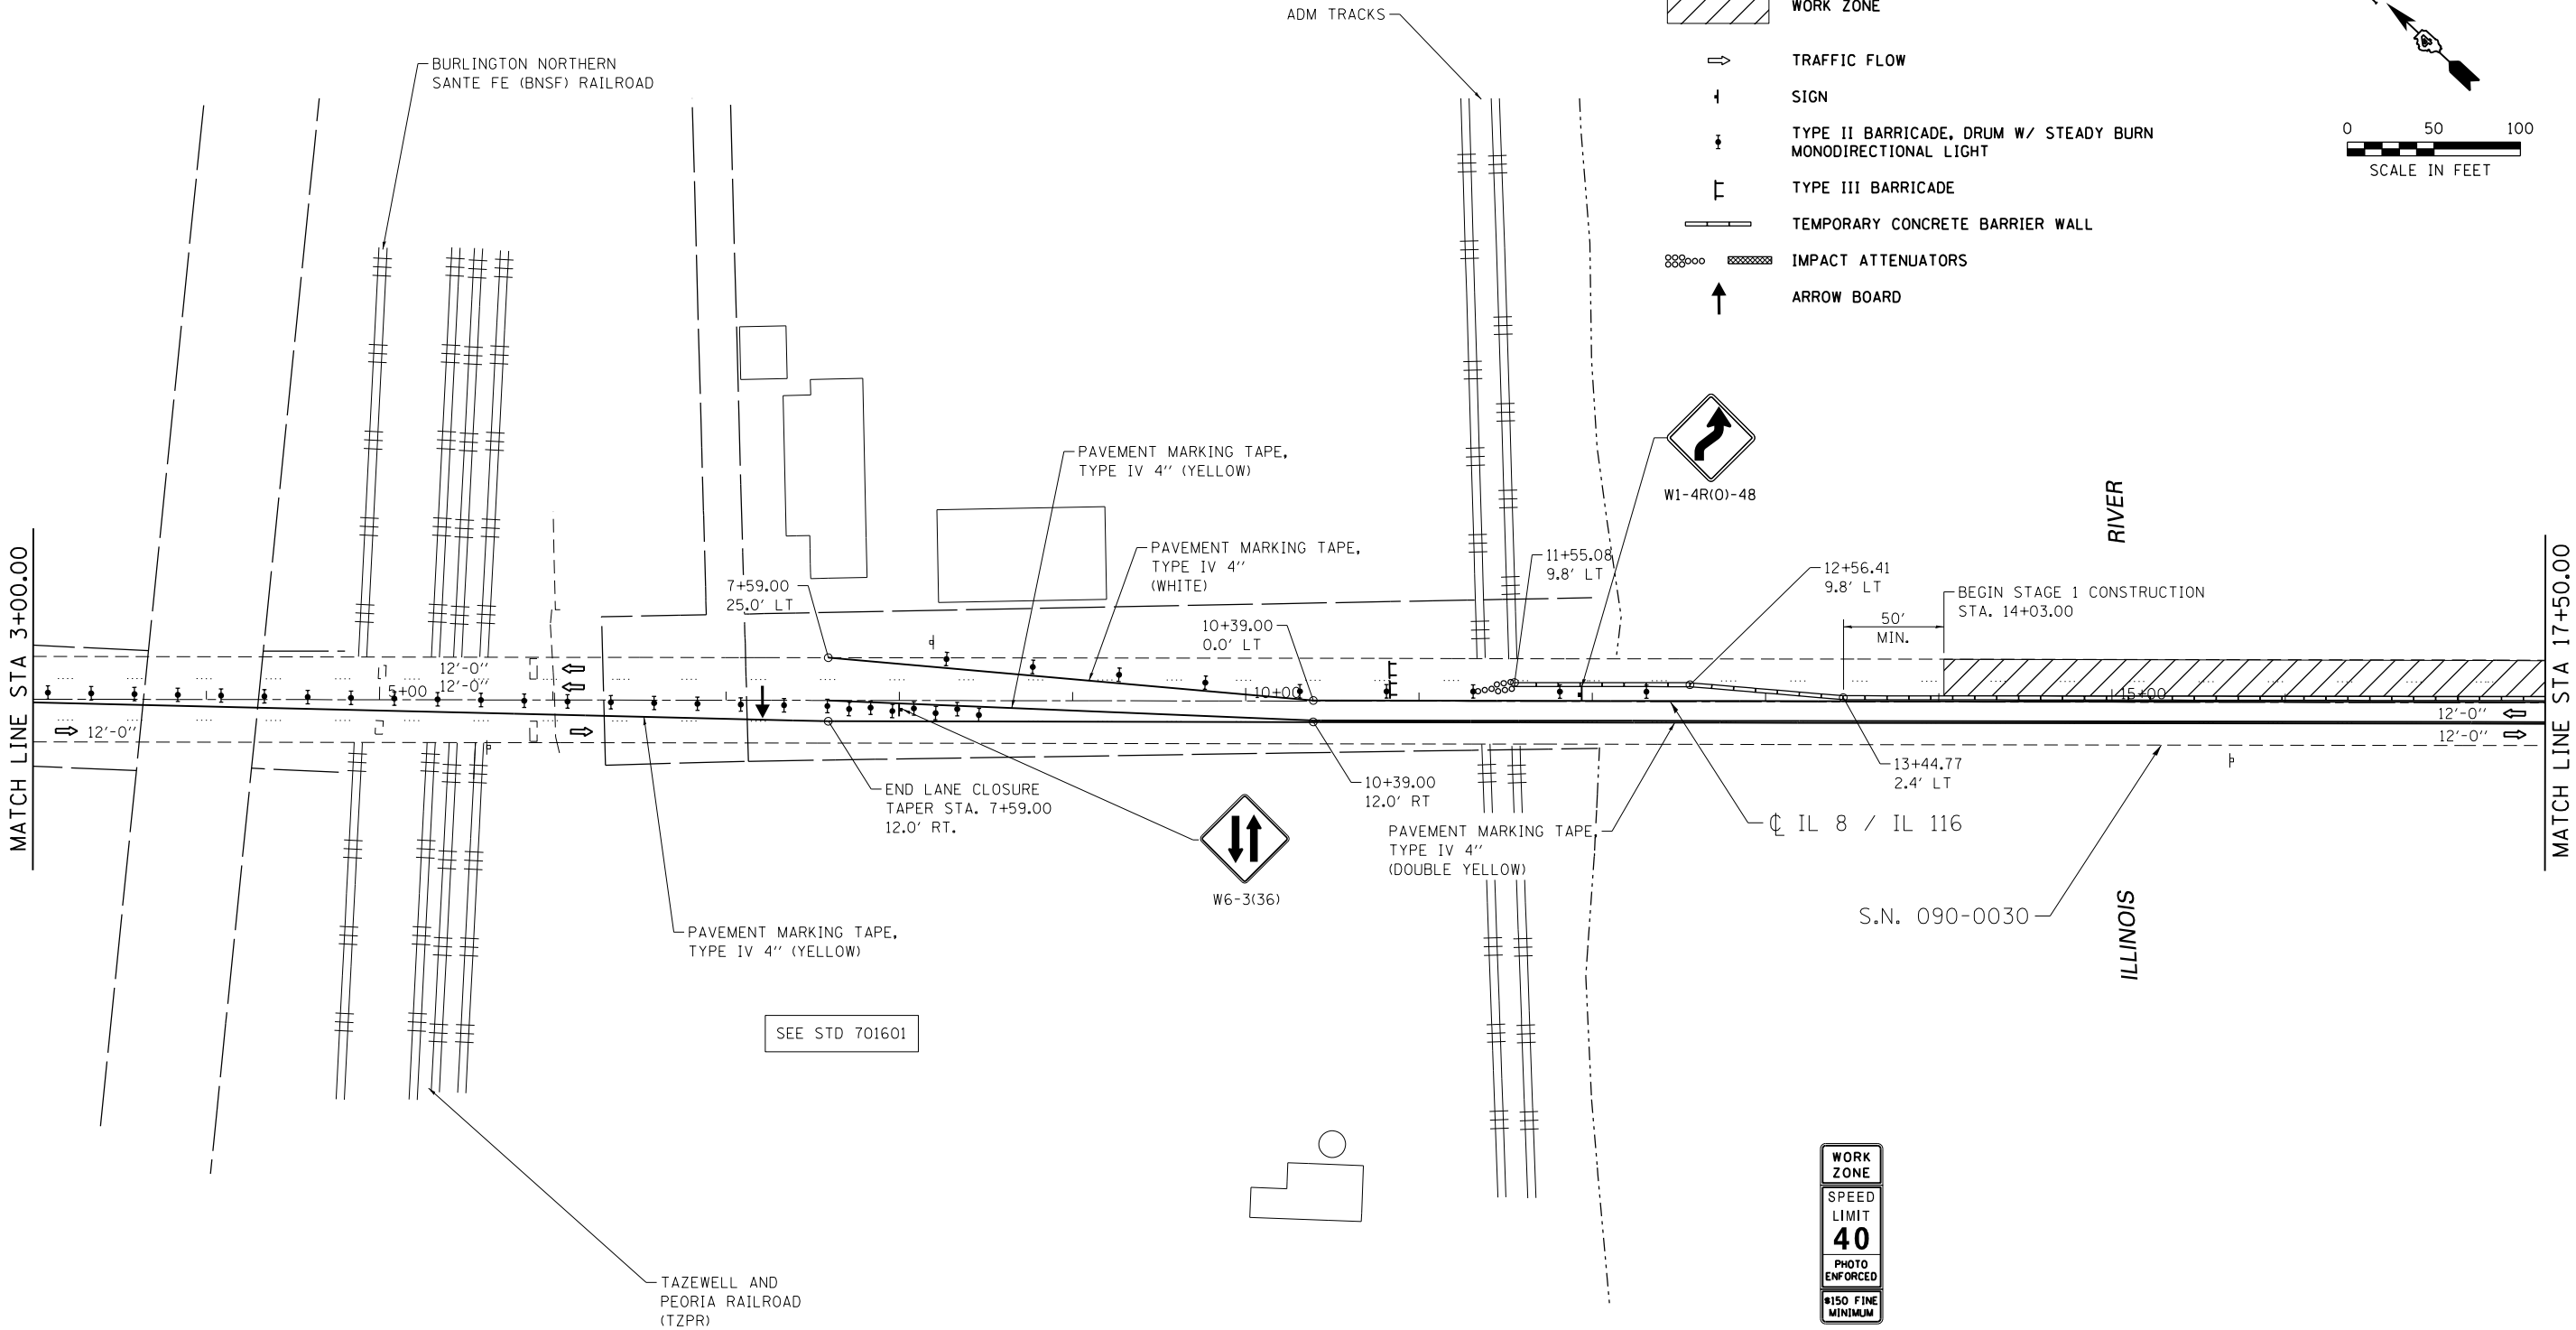 ADM TRACKS
WORK ZONE
TRAFFIC FLOW
SIGN
TYPE II BARRICADE, DRUM W/ STEADY BURN
MONODIRECTIONAL LIGHT
TYPE III BARRICADE
TEMPORARY CONCRETE BARRIER WALL
IMPACT ATTENUATORS
ARROW BOARD
0 50 100
SCALE IN FEET
BURLINGTON NORTHERN
SANTE FE (BNSF) RAILROAD
PAVEMENT MARKING TAPE,
TYPE IV 4'' (YELLOW)
W1-4R(O)-48
PAVEMENT MARKING TAPE,
TYPE IV 4''
(WHITE)
7+59.00
25.0' LT
10+39.00
0.0' LT
11+55.08
9.8' LT
12+56.41
9.8' LT
50'
MIN.
BEGIN STAGE 1 CONSTRUCTION
STA. 14+03.00
RIVER
MATCH LINE STA 3+00.00
MATCH LINE STA 17+50.00
12'-0''
5+00
12'-0''
12'-0''
10+00
15+00
12'-0''
12'-0''
END LANE CLOSURE
TAPER STA. 7+59.00
12.0' RT.
10+39.00
12.0' RT
13+44.77
2.4' LT
PAVEMENT MARKING TAPE,
TYPE IV 4''
(DOUBLE YELLOW)
℄ IL 8 / IL 116
W6-3(36)
S.N. 090-0030
ILLINOIS
PAVEMENT MARKING TAPE,
TYPE IV 4'' (YELLOW)
SEE STD 701601
TAZEWELL AND
PEORIA RAILROAD
(TZPR)
WORK
ZONE
SPEED
LIMIT
40
PHOTO
ENFORCED
$150 FINE
MINIMUM